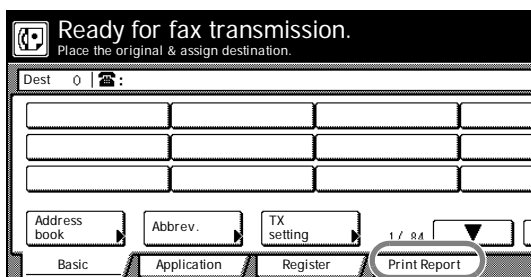 Ready for fax transmission.
Place the original & assign destination.
Dest 0 ☎:
Address book
Abbrev.
TX setting
1/ 84
Basic
Application
Register
Print Report